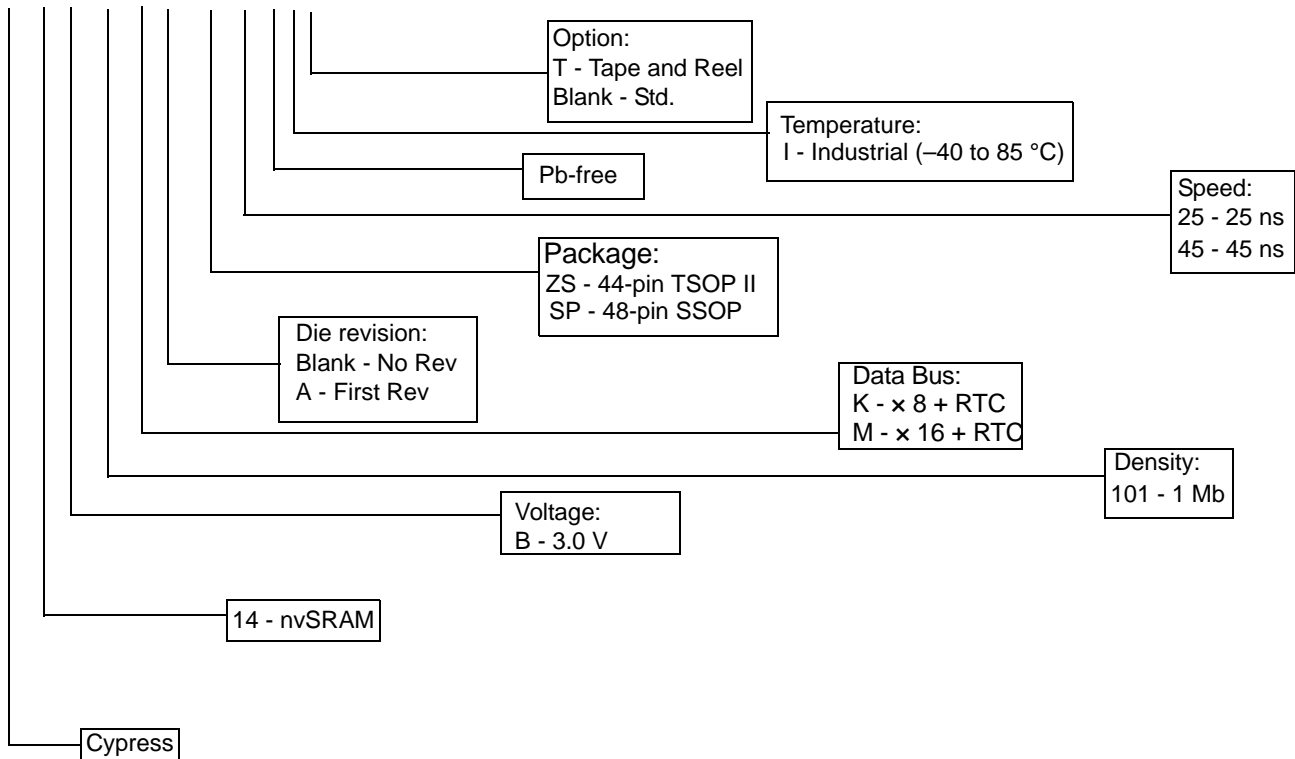 Option:
T - Tape and Reel
Blank - Std.
Temperature:
I - Industrial (–40 to 85 °C)
Pb-free
Speed:
25 - 25 ns
45 - 45 ns
Package:
ZS - 44-pin TSOP II
SP - 48-pin SSOP
Die revision:
Blank - No Rev
A - First Rev
Data Bus:
K - × 8 + RTC
M - × 16 + RTC
Density:
101 - 1 Mb
Voltage:
B - 3.0 V
14 - nvSRAM
Cypress